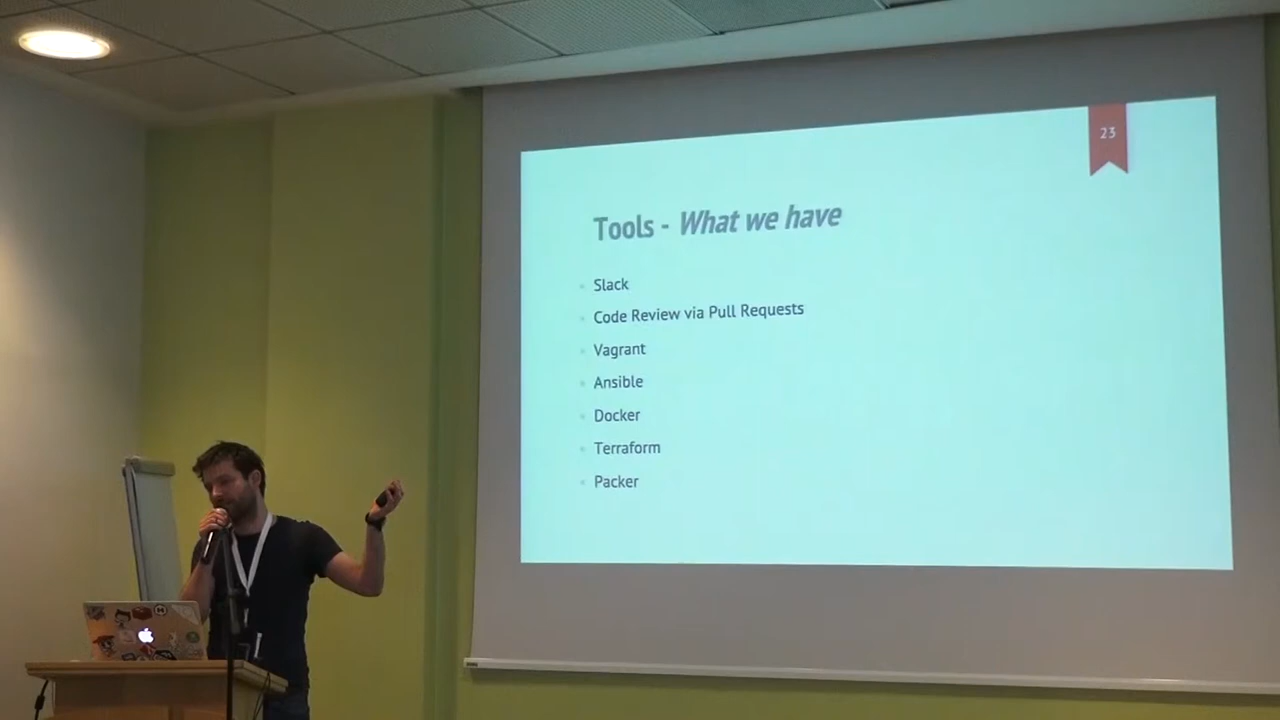 23
Tools - What we have
Slack
Code Review via Pull Requests
Vagrant
Ansible
Docker
Terraform
Packer